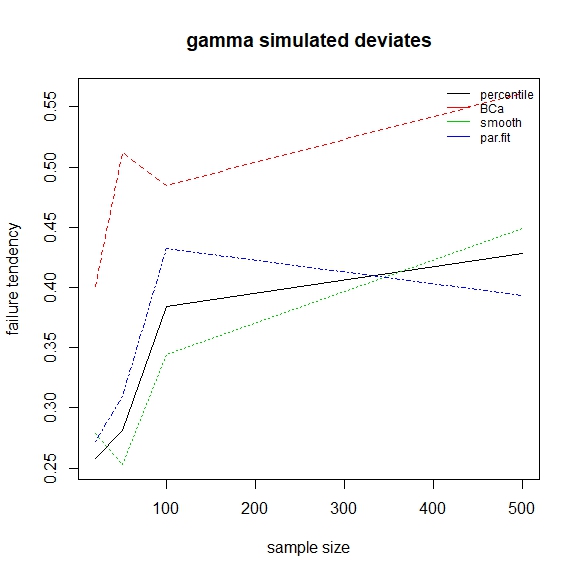 gamma simulated deviates
percentile
BCa
smooth
par.fit
failure tendency
0.55
0.50
0.45
0.40
0.35
0.30
0.25
100 200 300 400 500
sample size